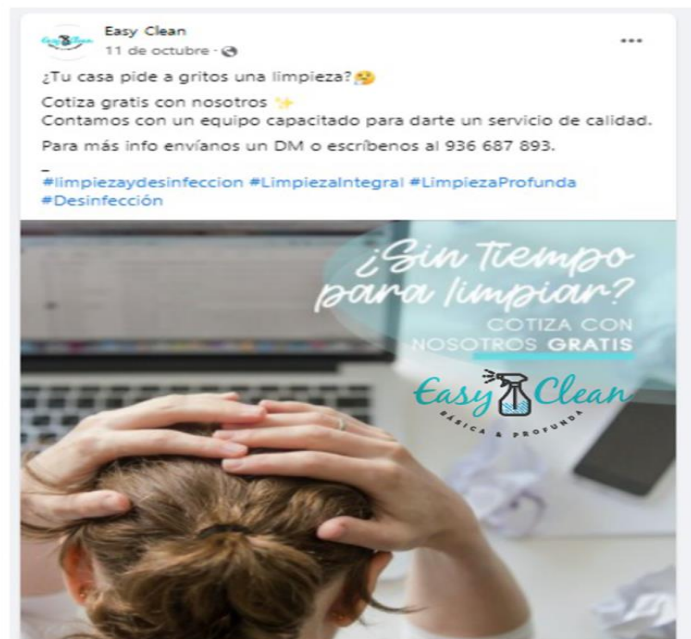 Easy Clean
11 de octubre ·
¿Tu casa pide a gritos una limpieza?🤔
Cotiza gratis con nosotros ✨
Contamos con un equipo capacitado para darte un servicio de calidad.
Para más info envíanos un DM o escríbenos al 936 687 893.
_
#limpiezaydesinfeccion #LimpiezaIntegral #LimpiezaProfunda
#Desinfección
¿Sin Tiempo
para limpiar?
COTIZA CON
NOSOTROS GRATIS
Easy Clean
BÁSICA & PROFUNDA